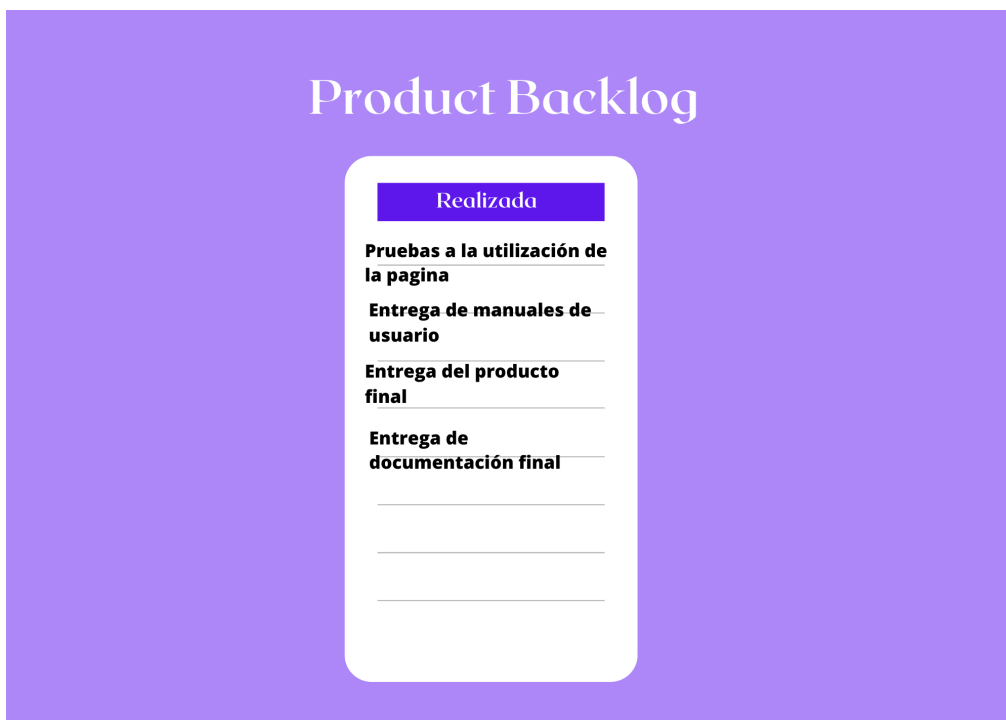 Product Backlog
Realizada
Pruebas a la utilización de
la pagina
Entrega de manuales de
usuario
Entrega del producto
final
Entrega de
documentación final